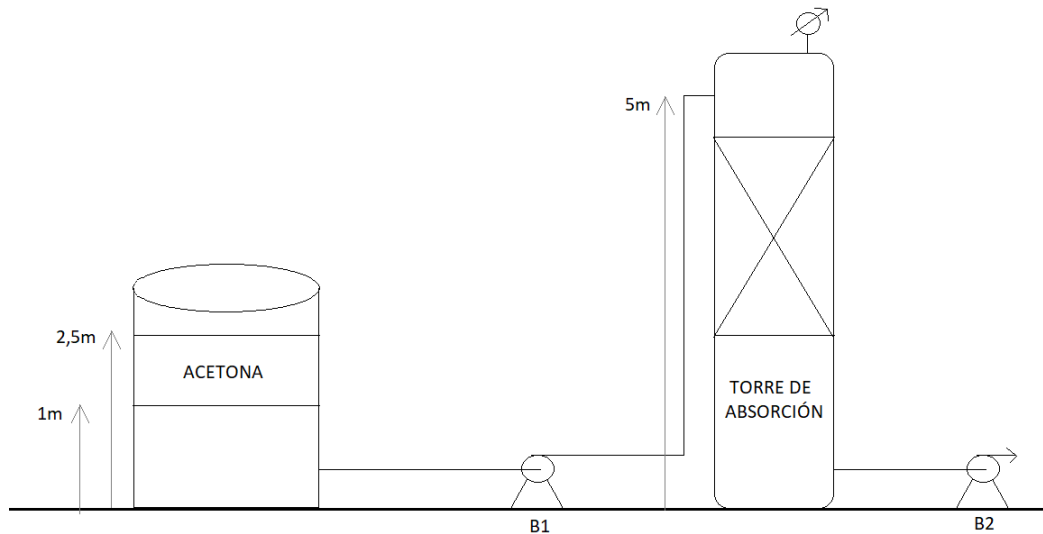 5m
2,5m
ACETONA
1m
TORRE DE
ABSORCIÓN
B1
B2